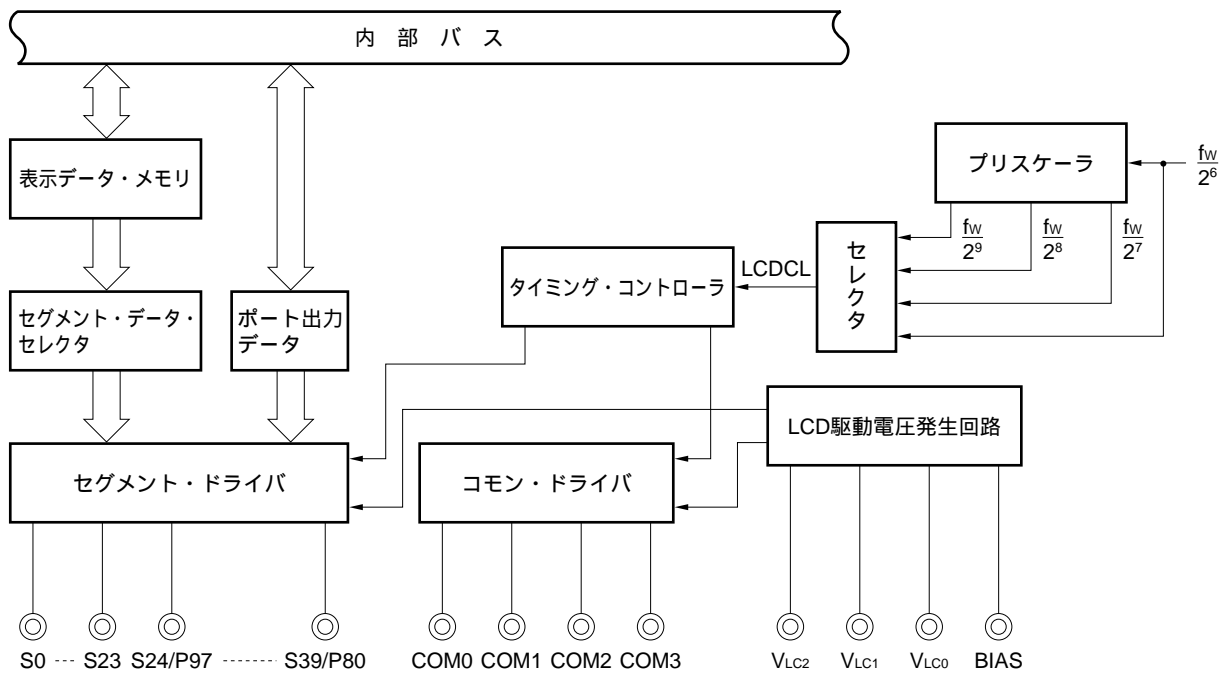 内 部 バ ス
表示データ・メモリ
プリスケーラ
fW
2⁶
fW
2⁹
fW
2⁸
fW
2⁷
セレクタ
LCDCL
タイミング・コントローラ
セグメント・データ・
セレクタ
ポート出力
データ
LCD駆動電圧発生回路
セグメント・ドライバ
コモン・ドライバ
S0 ---- S23 S24/P97 -------- S39/P80 COM0 COM1 COM2 COM3 VLC2 VLC1 VLC0 BIAS